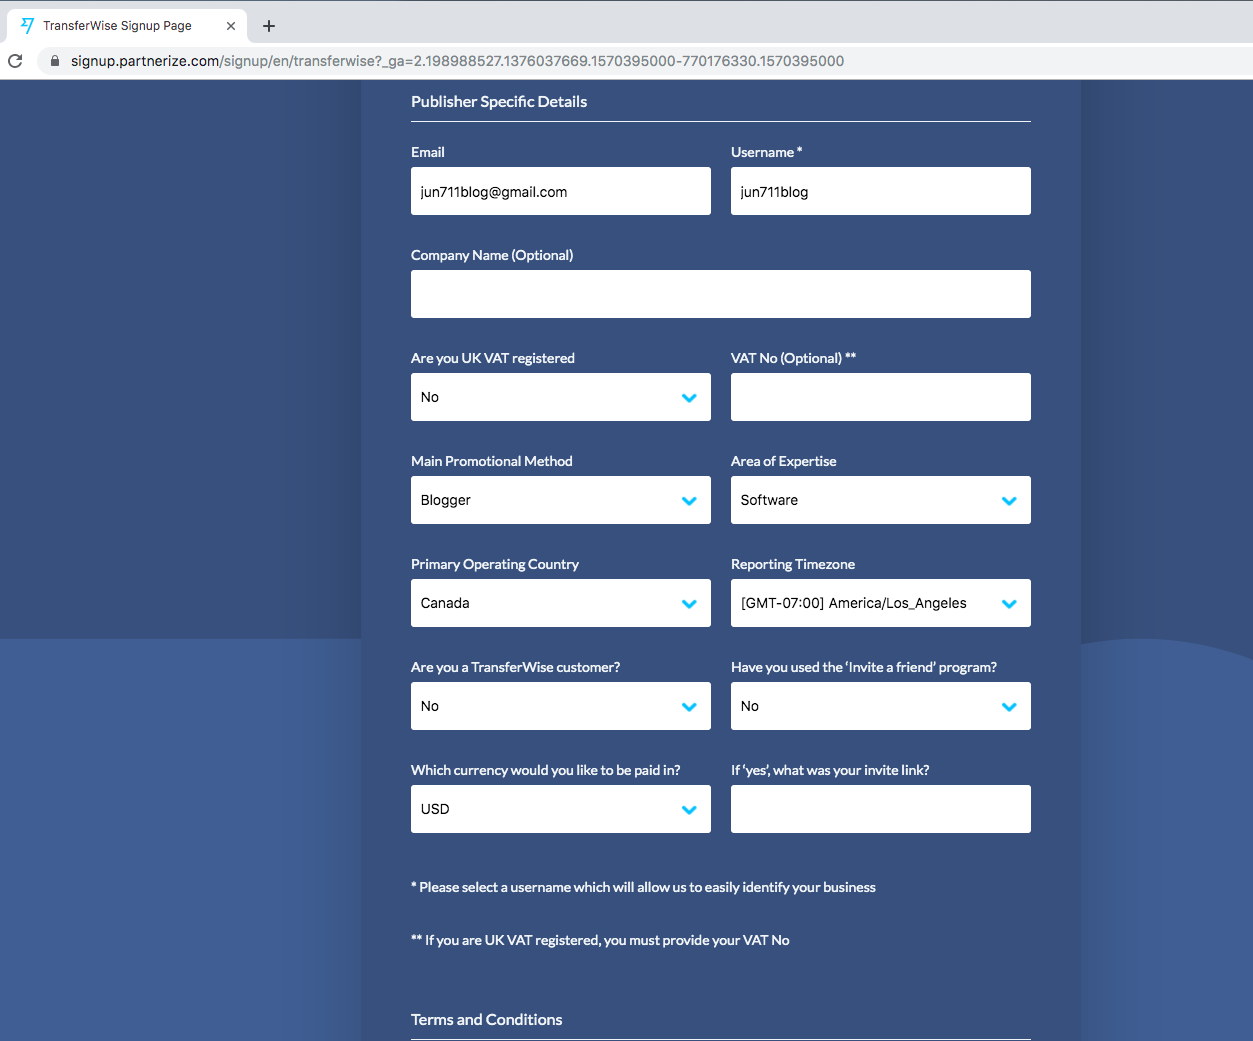 TransferWise Signup Page
signup.partnerize.com/signup/en/transferwise?_ga=2.198988527.1376037669.1570395000-770176330.1570395000
Publisher Specific Details
Email
Username *
jun711blog@gmail.com
jun711blog
Company Name (Optional)
Are you UK VAT registered
VAT No (Optional) **
No
Main Promotional Method
Area of Expertise
Blogger
Software
Primary Operating Country
Reporting Timezone
Canada
[GMT-07:00] America/Los_Angeles
Are you a TransferWise customer?
Have you used the ‘Invite a friend’ program?
No
No
Which currency would you like to be paid in?
If ‘yes’, what was your invite link?
USD
* Please select a username which will allow us to easily identify your business
** If you are UK VAT registered, you must provide your VAT No
Terms and Conditions